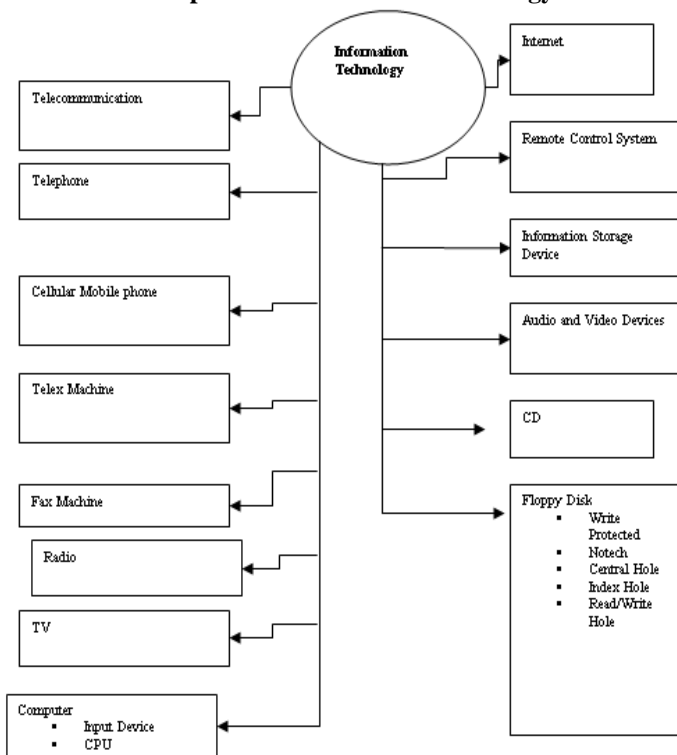 Information
Technology
Internet
Telecommunication
Remote Control System
Telephone
Information Storage
Device
Cellular Mobile phone
Audio and Video Devices
Telex Machine
CD
Fax Machine
Floppy Disk
▪ Write
Protected
▪ Notech
▪ Central Hole
▪ Index Hole
▪ Read/Write
Hole
Radio
TV
Computer
▪ Input Device
▪ CPU